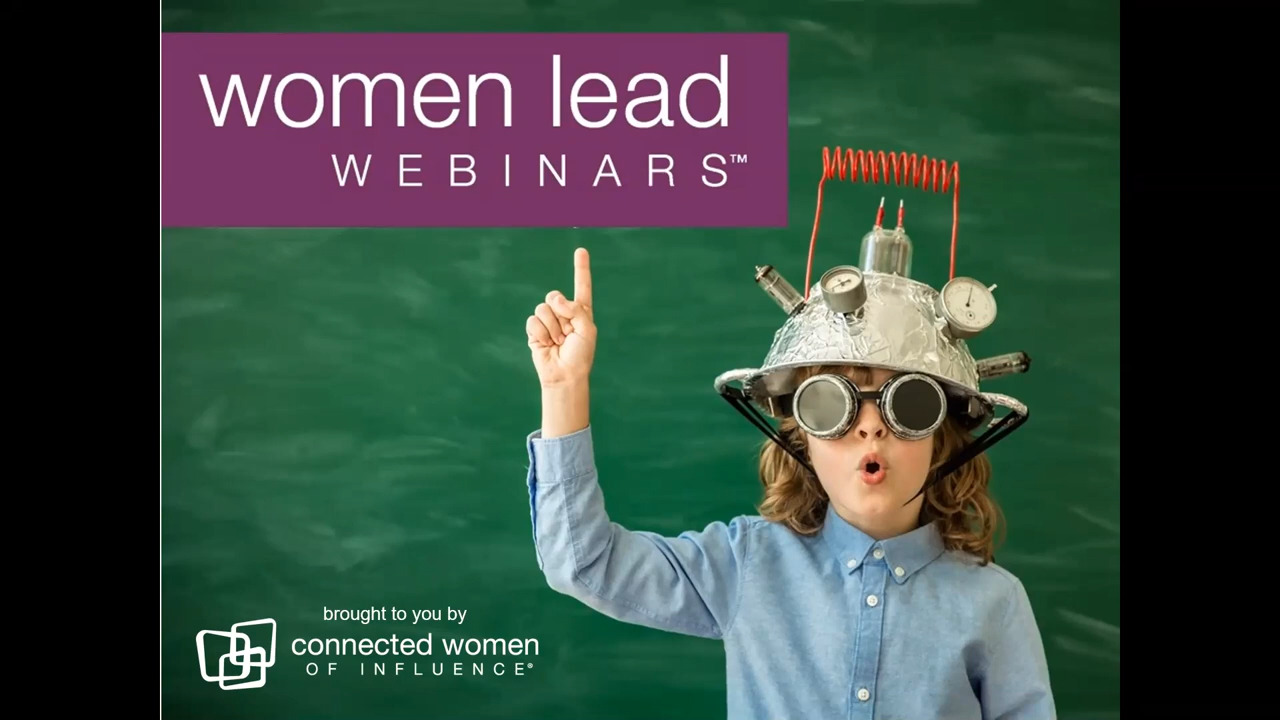 women lead
WEBINARS™
brought to you by
connected women
OF INFLUENCE®